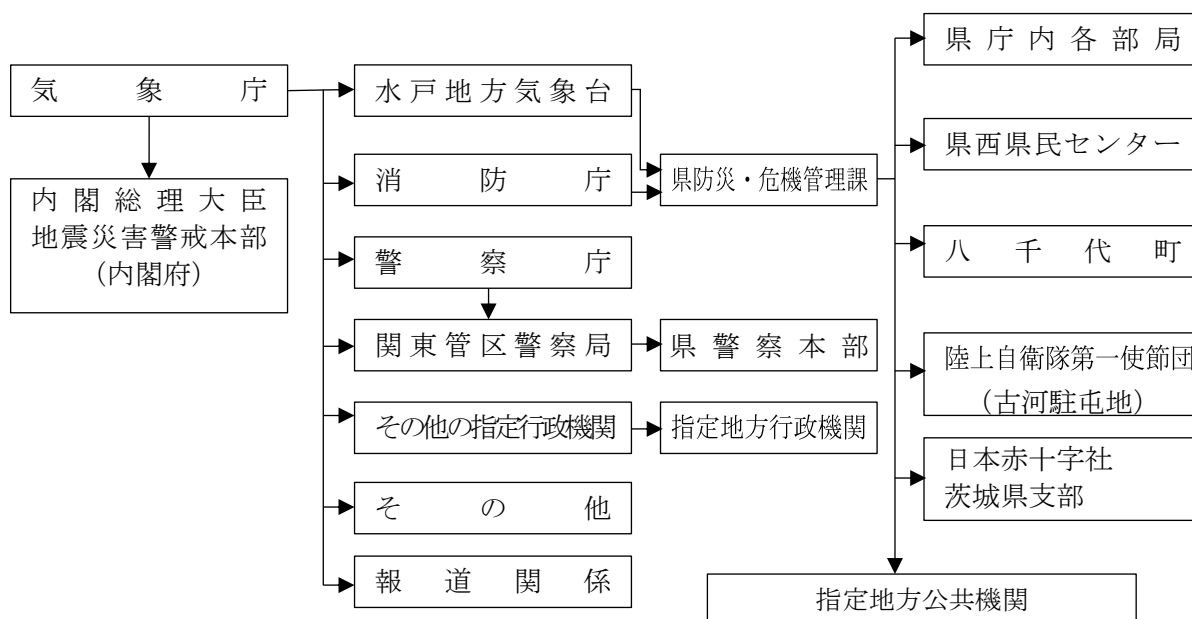 気象庁
内閣総理大臣
地震災害警戒本部
(内閣府)
水戸地方気象台
消防庁
警察庁
関東管区警察局
その他の指定行政機関
その他
報道関係
県防災・危機管理課
県警察本部
指定地方行政機関
県庁内各部局
県西県民センター
八千代町
陸上自衛隊第一使節団
(古河駐屯地)
日本赤十字社
茨城県支部
指定地方公共機関